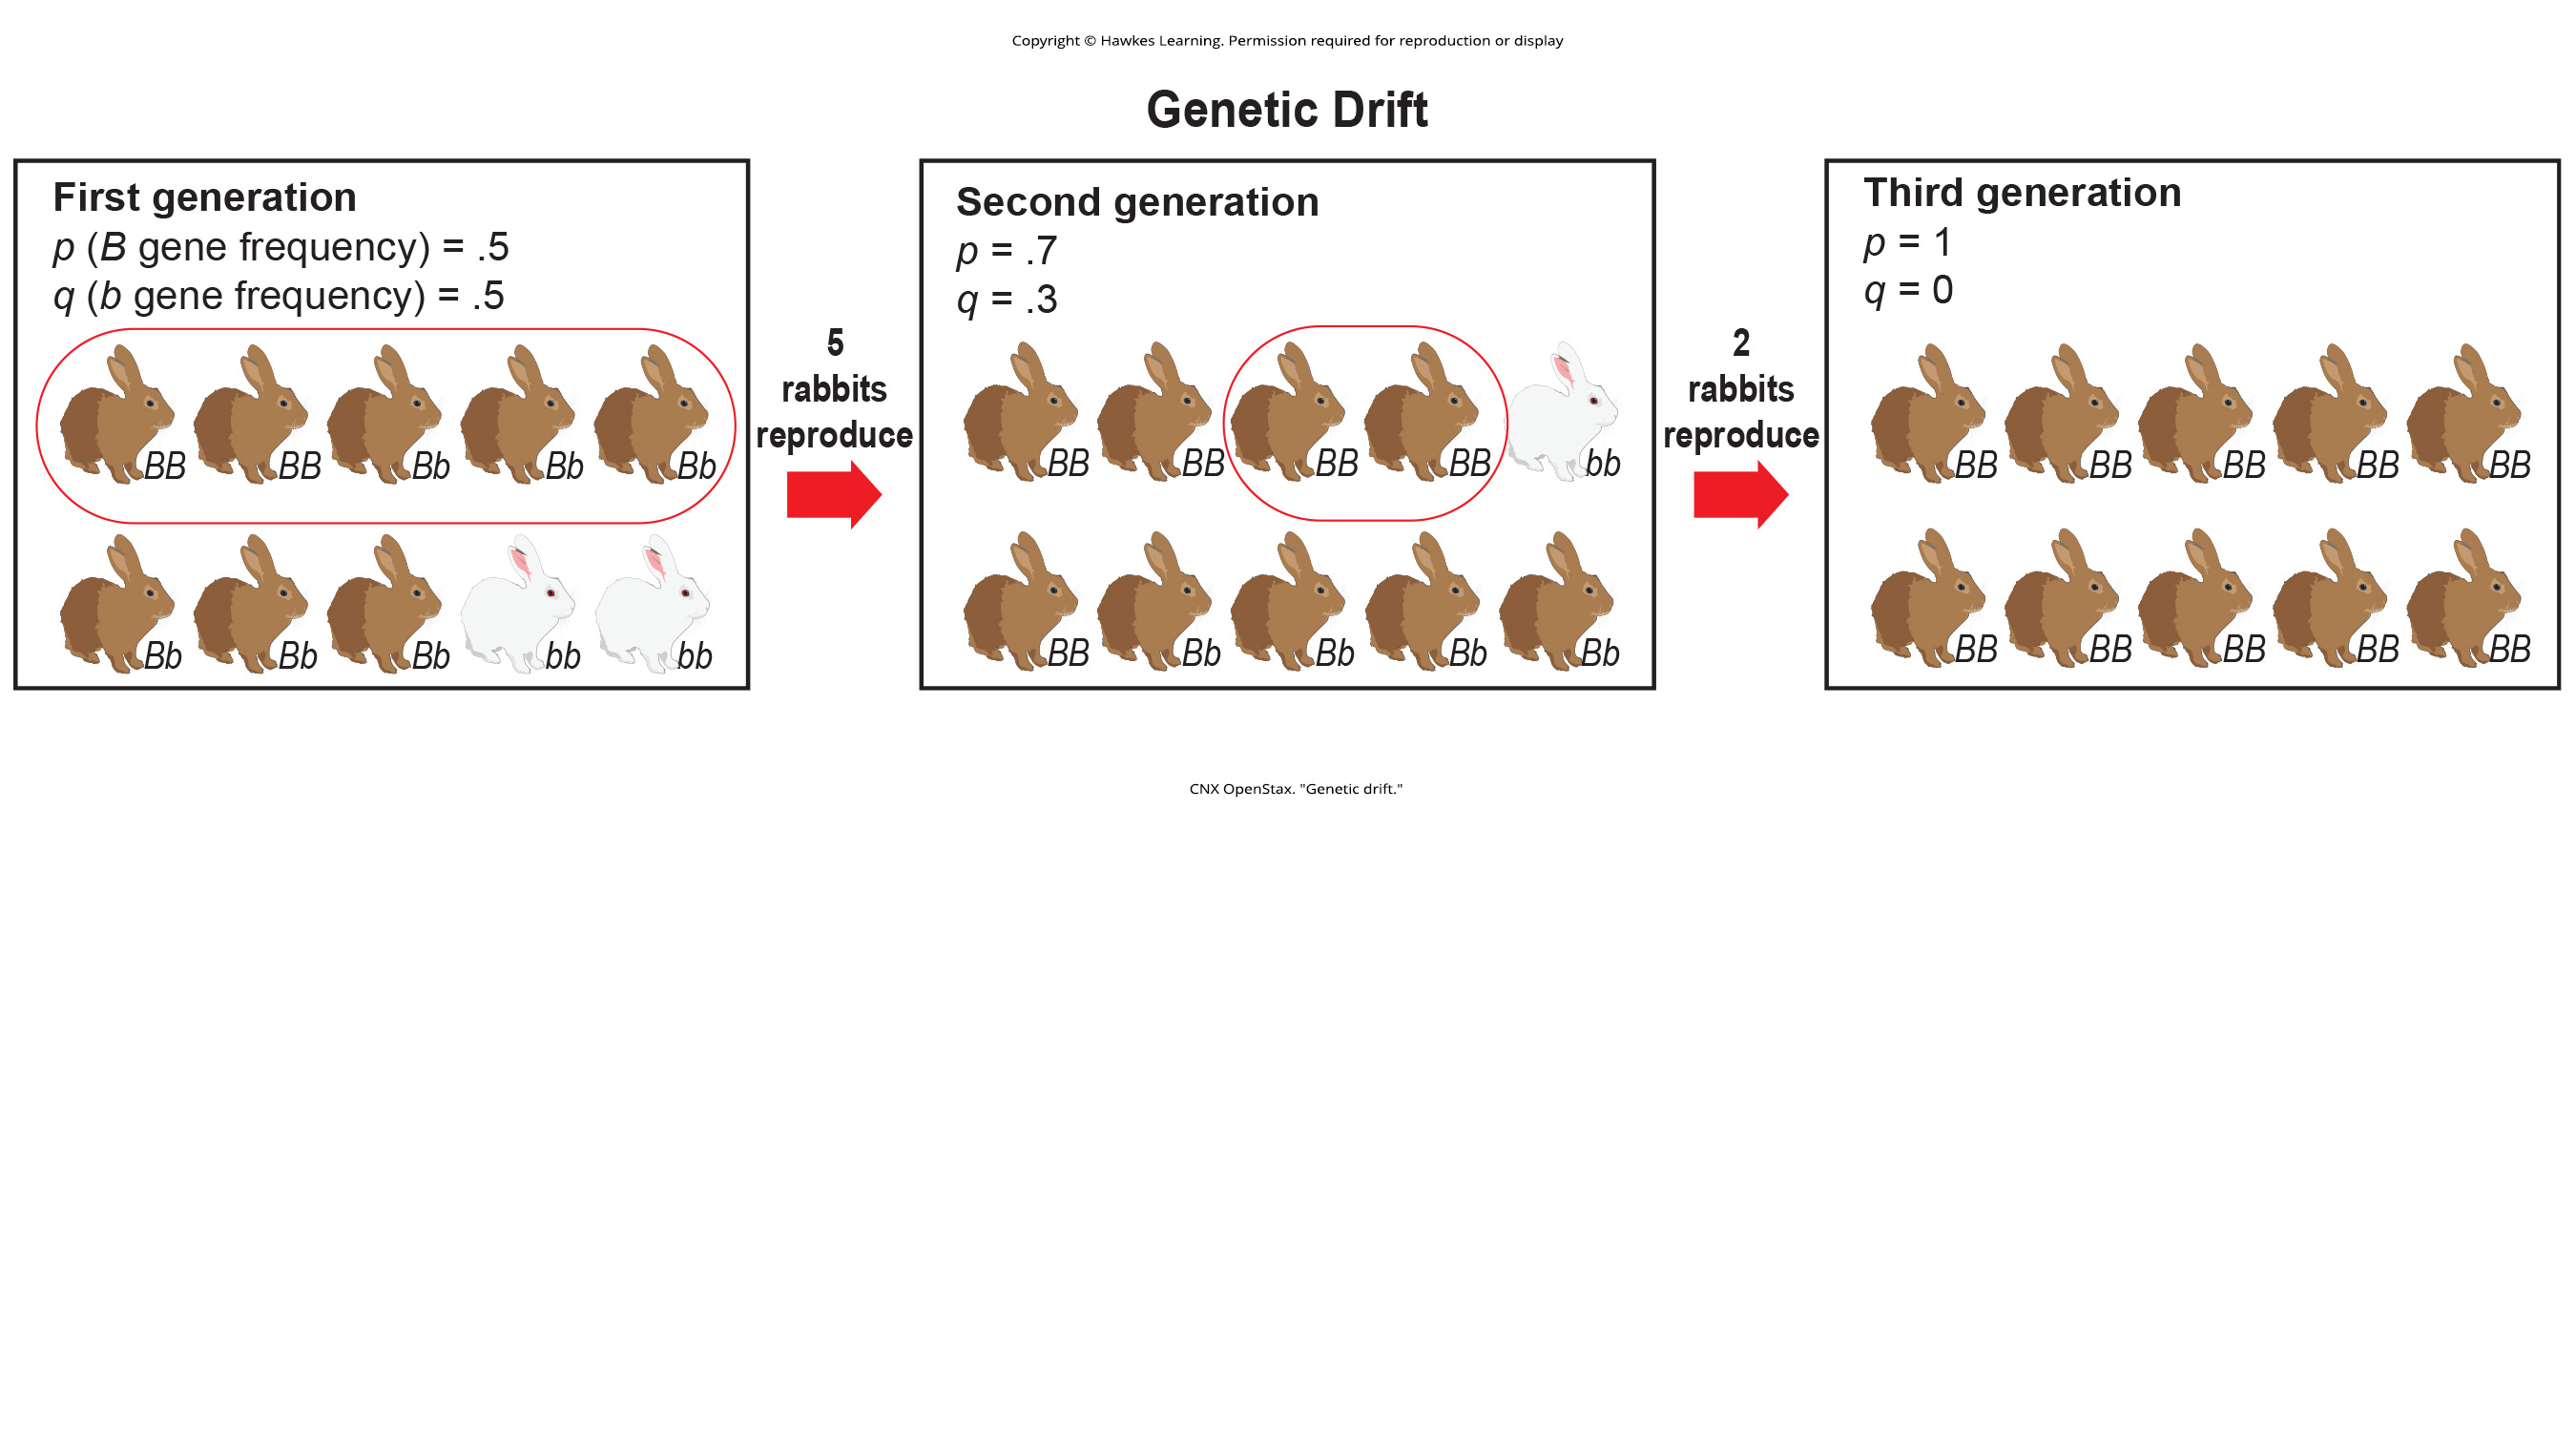 Copyright © Hawkes Learning. Permission required for reproduction or display
Genetic Drift
First generation
p (B gene frequency) = .5
q (b gene frequency) = .5
BB BB Bb Bb Bb
Bb Bb Bb bb bb
5
rabbits
reproduce
Second generation
p = .7
q = .3
BB BB BB BB bb
BB Bb Bb Bb Bb
2
rabbits
reproduce
Third generation
p = 1
q = 0
BB BB BB BB BB
BB BB BB BB BB
CNX OpenStax. "Genetic drift."